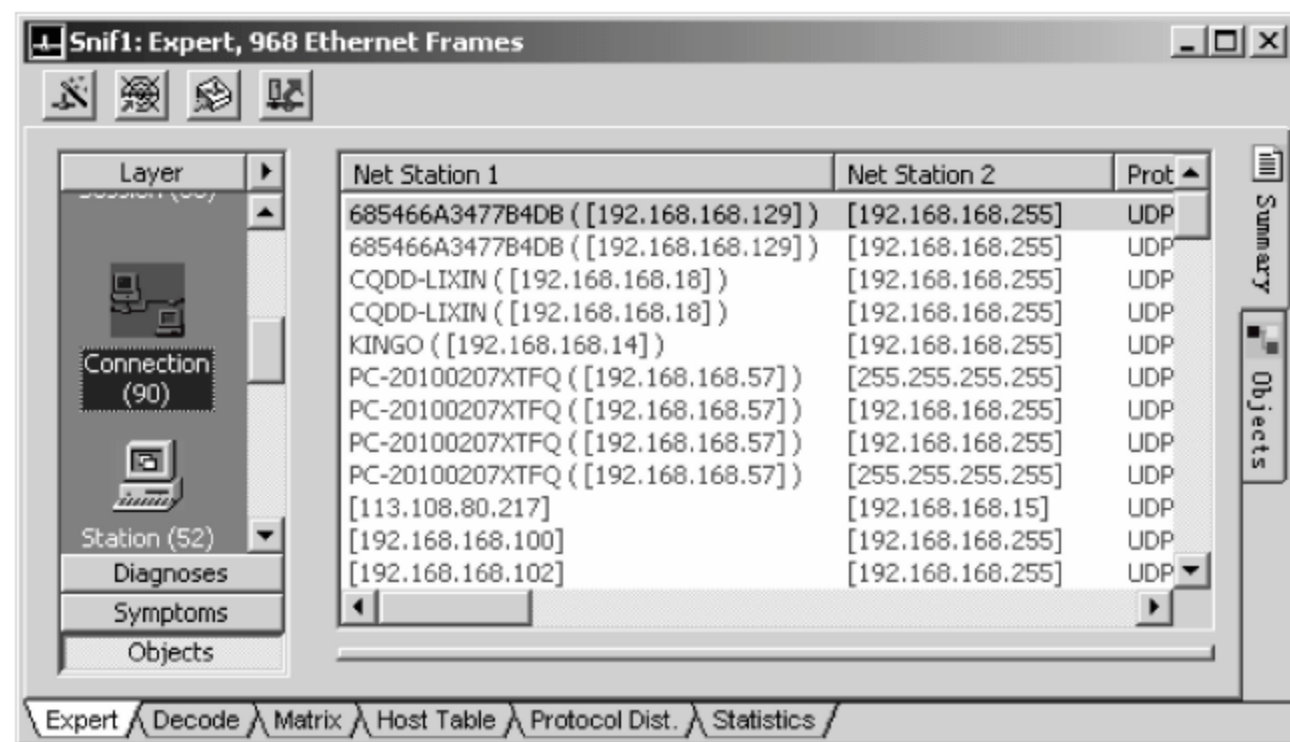 Snif1: Expert, 968 Ethernet Frames
Layer
Net Station 1 Net Station 2 Prot
685466A3477B4DB ([192.168.168.129]) [192.168.168.255] UDP
685466A3477B4DB ([192.168.168.129]) [192.168.168.255] UDP
CQDD-LIXIN ([192.168.168.18]) [192.168.168.255] UDP
CQDD-LIXIN ([192.168.168.18]) [192.168.168.255] UDP
KINGO ([192.168.168.14]) [192.168.168.255] UDP
PC-20100207XTFQ ([192.168.168.57]) [255.255.255.255] UDP
PC-20100207XTFQ ([192.168.168.57]) [192.168.168.255] UDP
PC-20100207XTFQ ([192.168.168.57]) [192.168.168.255] UDP
PC-20100207XTFQ ([192.168.168.57]) [255.255.255.255] UDP
[113.108.80.217] [192.168.168.15] UDP
[192.168.168.100] [192.168.168.255] UDP
[192.168.168.102] [192.168.168.255] UDP
Connection
(90)
Station (52)
Diagnoses
Symptoms
Objects
Summary
Objects
Expert Decode Matrix Host Table Protocol Dist. Statistics